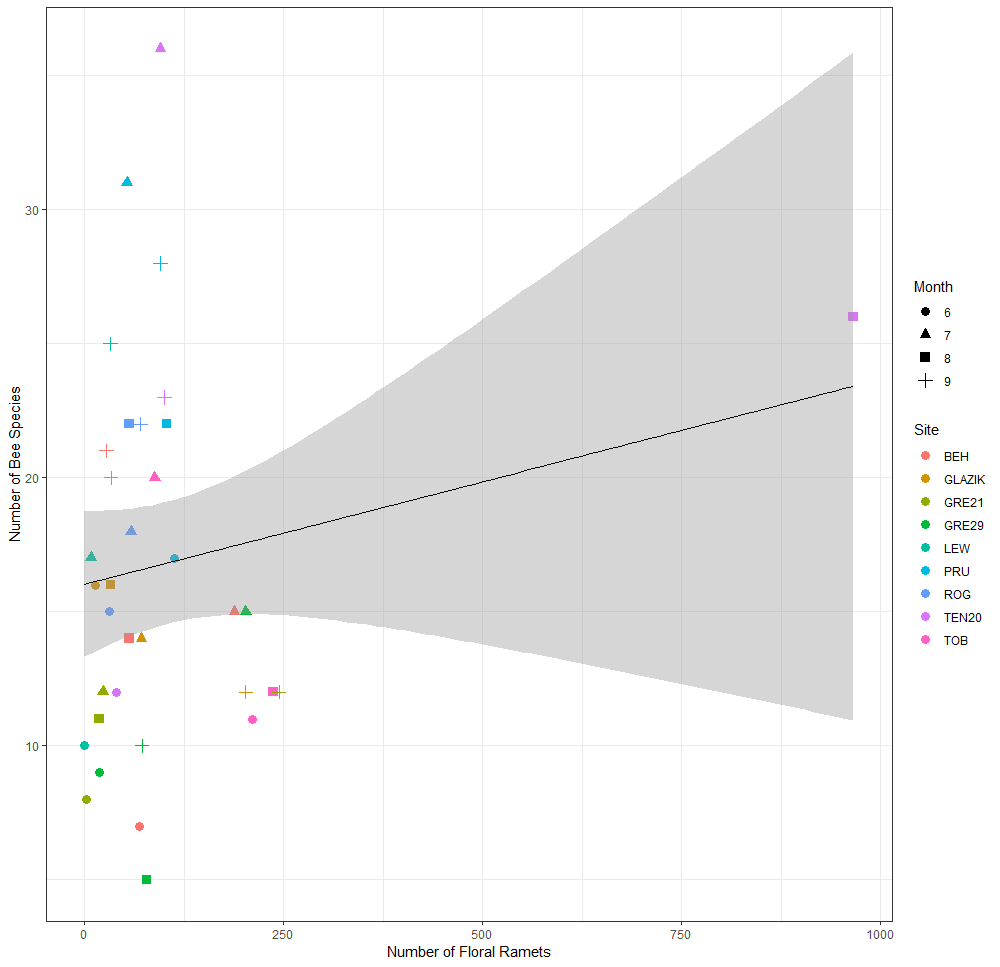 30
20
10
Number of Bee Species
0
250
500
750
1000
Number of Floral Ramets
Month
6
7
8
9
Site
BEH
GLAZIK
GRE21
GRE29
LEW
PRU
ROG
TEN20
TOB